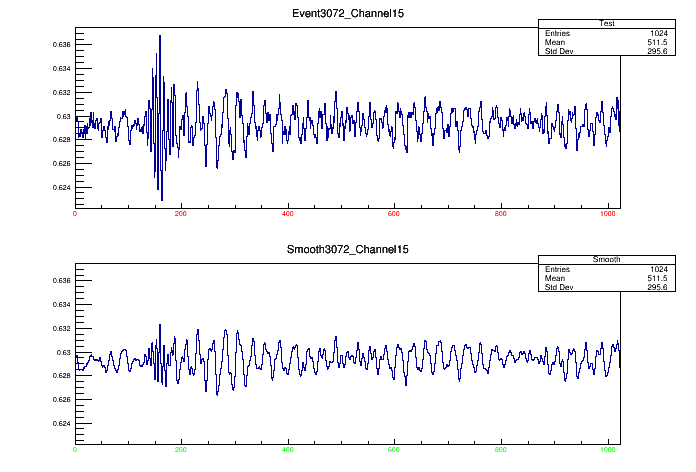 Event3072_Channel15
Test
Entries 1024
Mean 511.5
Std Dev 295.6
0.636
0.634
0.632
0.63
0.628
0.626
0.624
0 200 400 600 800 1000
Smooth3072_Channel15
Smooth
Entries 1024
Mean 511.5
Std Dev 295.6
0.636
0.634
0.632
0.63
0.628
0.626
0.624
0 200 400 600 800 1000